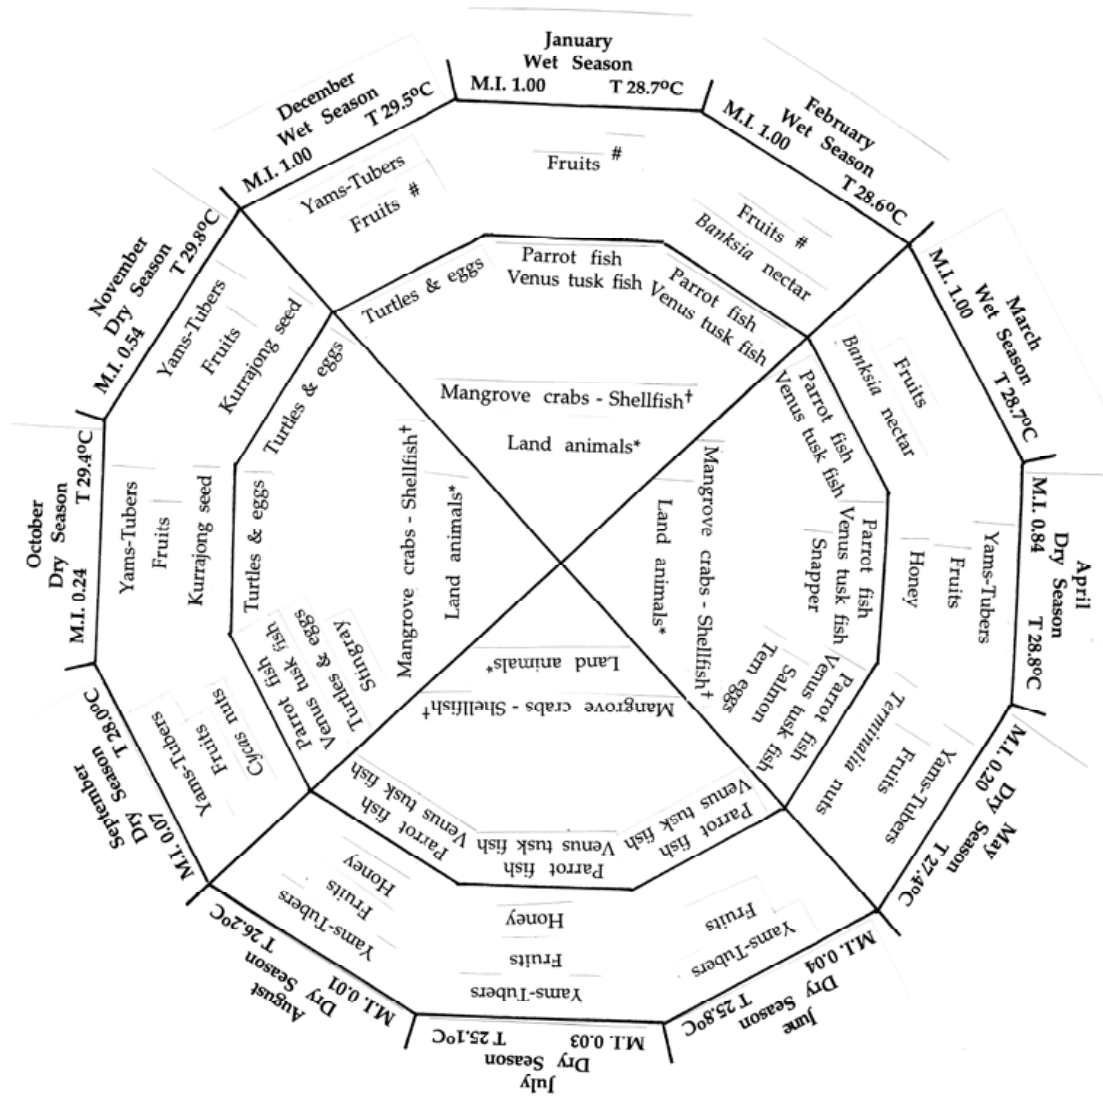 January
Wet Season
M.I. 1.00 T 28.7ºC
Fruits #
Parrot fish
Venus tusk fish
February
Wet Season
M.I. 1.00 T 28.6ºC
Fruits #
Banksia nectar
Parrot fish
Venus tusk fish
March
Wet Season
M.I. 1.00 T 28.7ºC
Fruits
Banksia nectar
Parrot fish
Venus tusk fish
April
Dry Season
M.I. 0.84 T 28.8ºC
Yams-Tubers
Fruits
Honey
Parrot fish
Venus tusk fish
Snapper
May
Dry Season
M.I. 0.20 T 27.4ºC
Yams-Tubers
Fruits
Terminalia nuts
Parrot fish
Venus tusk fish
Salmon
Tern eggs
June
Dry Season
M.I. 0.04 T 25.8ºC
Yams-Tubers
Fruits
Parrot fish
Venus tusk fish
July
Dry Season
M.I. 0.03 T 25.1ºC
Yams-Tubers
Fruits
Honey
Parrot fish
Venus tusk fish
August
Dry Season
M.I. 0.01 T 26.2ºC
Yams-Tubers
Fruits
Honey
Parrot fish
Venus tusk fish
September
Dry Season
M.I. 0.07 T 28.0ºC
Yams-Tubers
Fruits
Cycas nuts
Parrot fish
Venus tusk fish
Turtles & eggs
Stingray
October
Dry Season
M.I. 0.24 T 29.4ºC
Yams-Tubers
Fruits
Kurrajong seed
Turtles & eggs
November
Dry Season
M.I. 0.54 T 29.8ºC
Yams-Tubers
Fruits
Kurrajong seed
Turtles & eggs
December
Wet Season
M.I. 1.00 T 29.5ºC
Yams-Tubers
Fruits #
Turtles & eggs
Mangrove crabs - Shellfish†
Land animals*
Mangrove crabs - Shellfish†
Land animals*
Mangrove crabs - Shellfish†
Land animals*
Mangrove crabs - Shellfish†
Land animals*